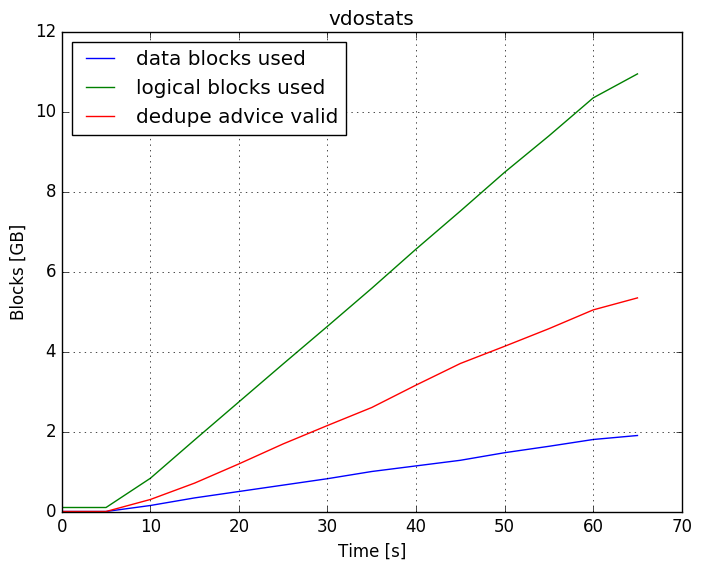 vdostats
12
10
8
6
4
2
0
Blocks [GB]
data blocks used
logical blocks used
dedupe advice valid
0 10 20 30 40 50 60 70
Time [s]